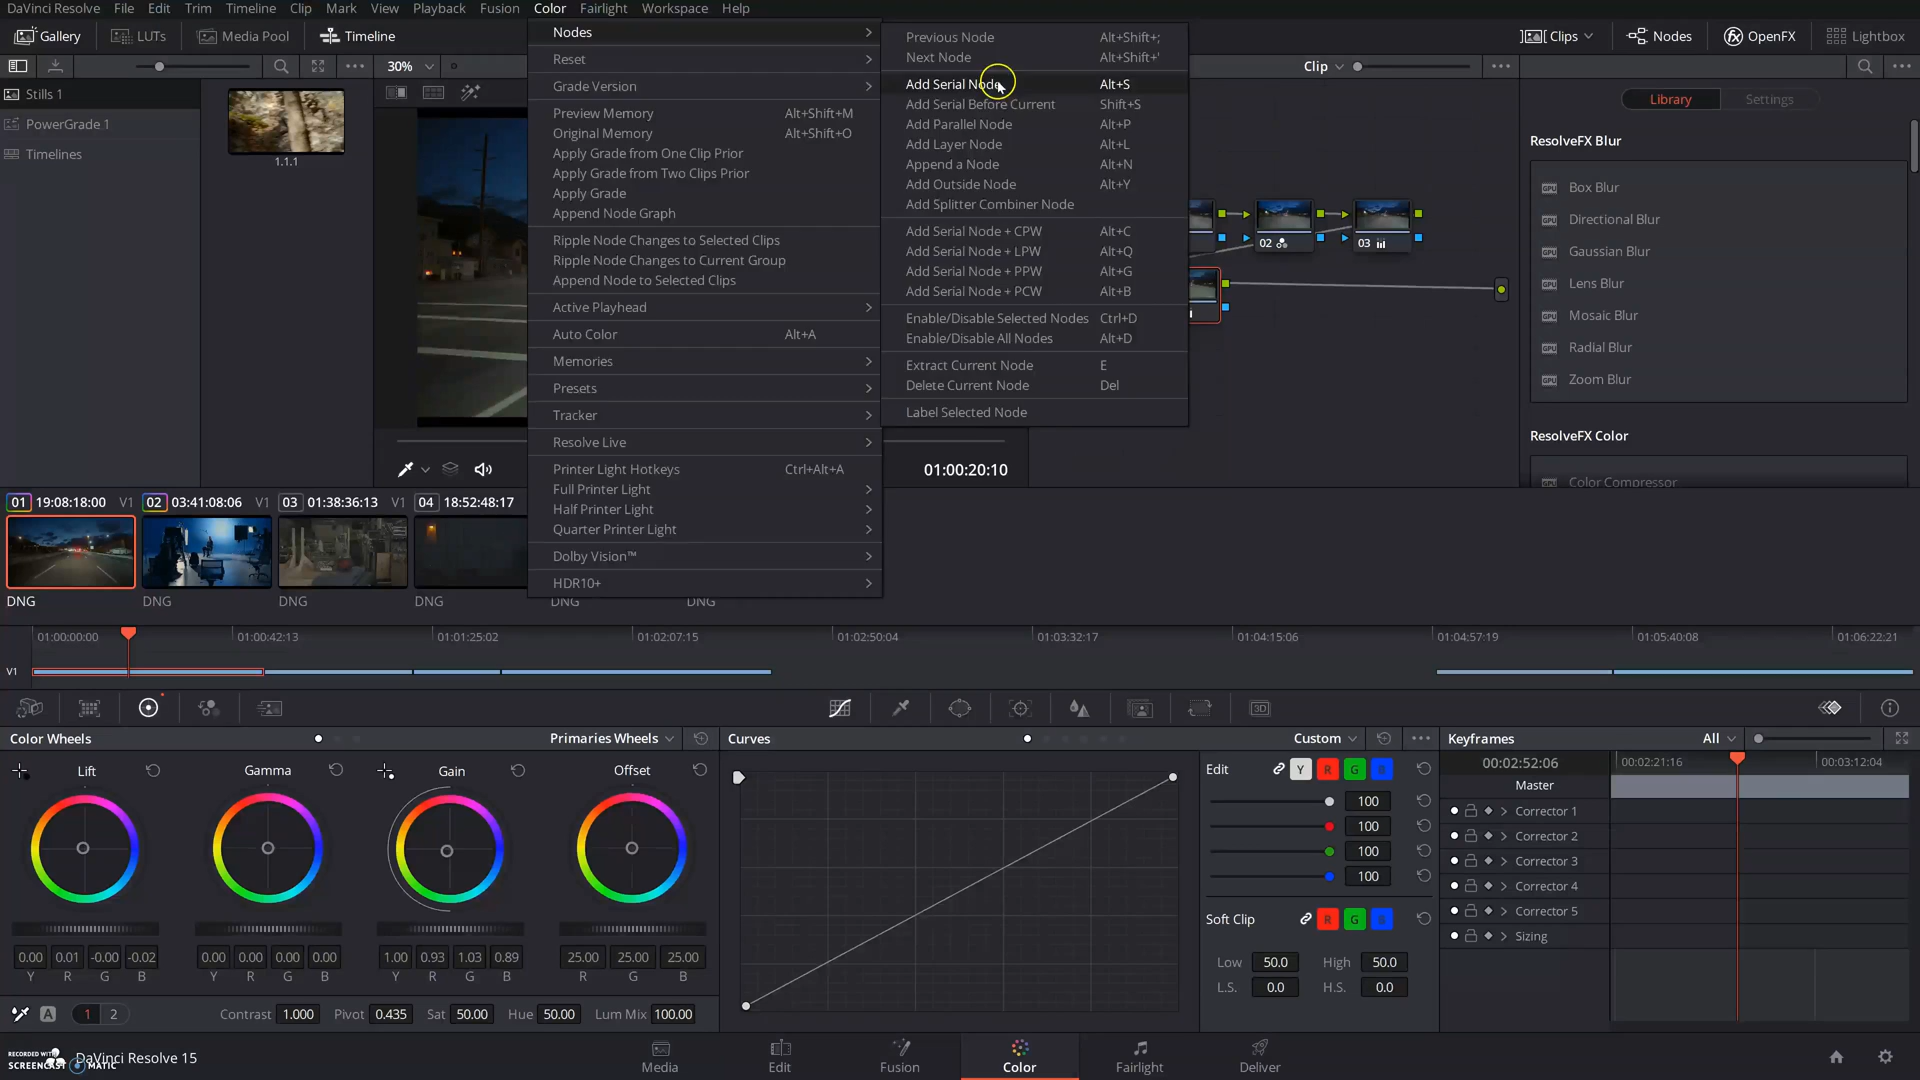 DaVinci Resolve File Edit Trim Timeline Clip Mark View Playback Fusion Color Fairlight Workspace Help
Gallery LUTs Media Pool Timeline
Clips Nodes OpenFX Lightbox
30%
Clip
Stills 1
PowerGrade 1
Timelines
1.1.1
Nodes
Reset
Grade Version
Preview Memory Alt+Shift+M
Original Memory Alt+Shift+O
Apply Grade from One Clip Prior
Apply Grade from Two Clips Prior
Apply Grade
Append Node Graph
Ripple Node Changes to Selected Clips
Ripple Node Changes to Current Group
Append Node to Selected Clips
Active Playhead
Auto Color Alt+A
Memories
Presets
Tracker
Resolve Live
Printer Light Hotkeys Ctrl+Alt+A
Full Printer Light
Half Printer Light
Quarter Printer Light
Dolby Vision™
HDR10+
Previous Node Alt+Shift+;
Next Node Alt+Shift+'
Add Serial Node Alt+S
Add Serial Before Current Shift+S
Add Parallel Node Alt+P
Add Layer Node Alt+L
Append a Node Alt+N
Add Outside Node Alt+Y
Add Splitter Combiner Node
Add Serial Node + CPW Alt+C
Add Serial Node + LPW Alt+Q
Add Serial Node + PPW Alt+G
Add Serial Node + PCW Alt+B
Enable/Disable Selected Nodes Ctrl+D
Enable/Disable All Nodes Alt+D
Extract Current Node E
Delete Current Node Del
Label Selected Node
02 03
01:00:20:10
Library Settings
ResolveFX Blur
Box Blur
Directional Blur
Gaussian Blur
Lens Blur
Mosaic Blur
Radial Blur
Zoom Blur
ResolveFX Color
Color Compressor
01 19:08:18:00 V1 02 03:41:08:06 V1 03 01:38:36:13 V1 04 18:52:48:17
DNG DNG DNG DNG DNG DNG
01:00:00:00 01:00:42:13 01:01:25:02 01:02:07:15 01:02:50:04 01:03:32:17 01:04:15:06 01:04:57:19 01:05:40:08 01:06:22:21
V1
3D
Color Wheels Primaries Wheels
Lift Gamma Gain Offset
0.00 0.01 -0.00 -0.02 0.00 0.00 0.00 0.00 1.00 0.93 1.03 0.89 25.00 25.00 25.00
Y R G B Y R G B Y R G B R G B
A 1 2 Contrast 1.000 Pivot 0.435 Sat 50.00 Hue 50.00 Lum Mix 100.00
Curves Custom
Edit Y R G B
100
100
100
100
Soft Clip R G B
Low 50.0 High 50.0
L.S. 0.0 H.S. 0.0
Keyframes All
00:02:52:06 00:02:21:16 00:03:12:04
Master
Corrector 1
Corrector 2
Corrector 3
Corrector 4
Corrector 5
Sizing
RECORDED WITH
SCREENCAST MATIC
DaVinci Resolve 15
Media Edit Fusion Color Fairlight Deliver